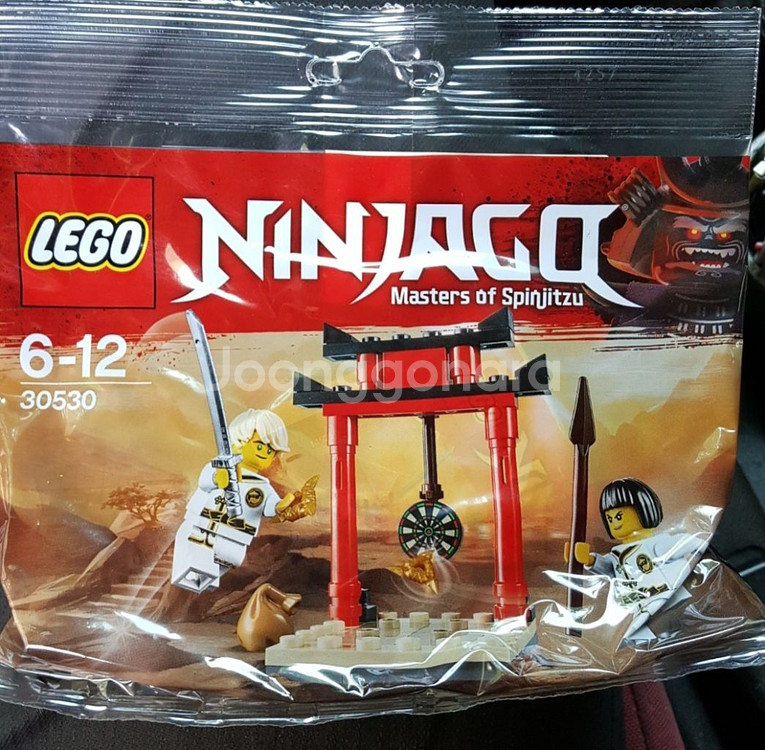 LEGO
NINJAGO
Masters of Spinjitzu
6-12
30530
Joonggonara